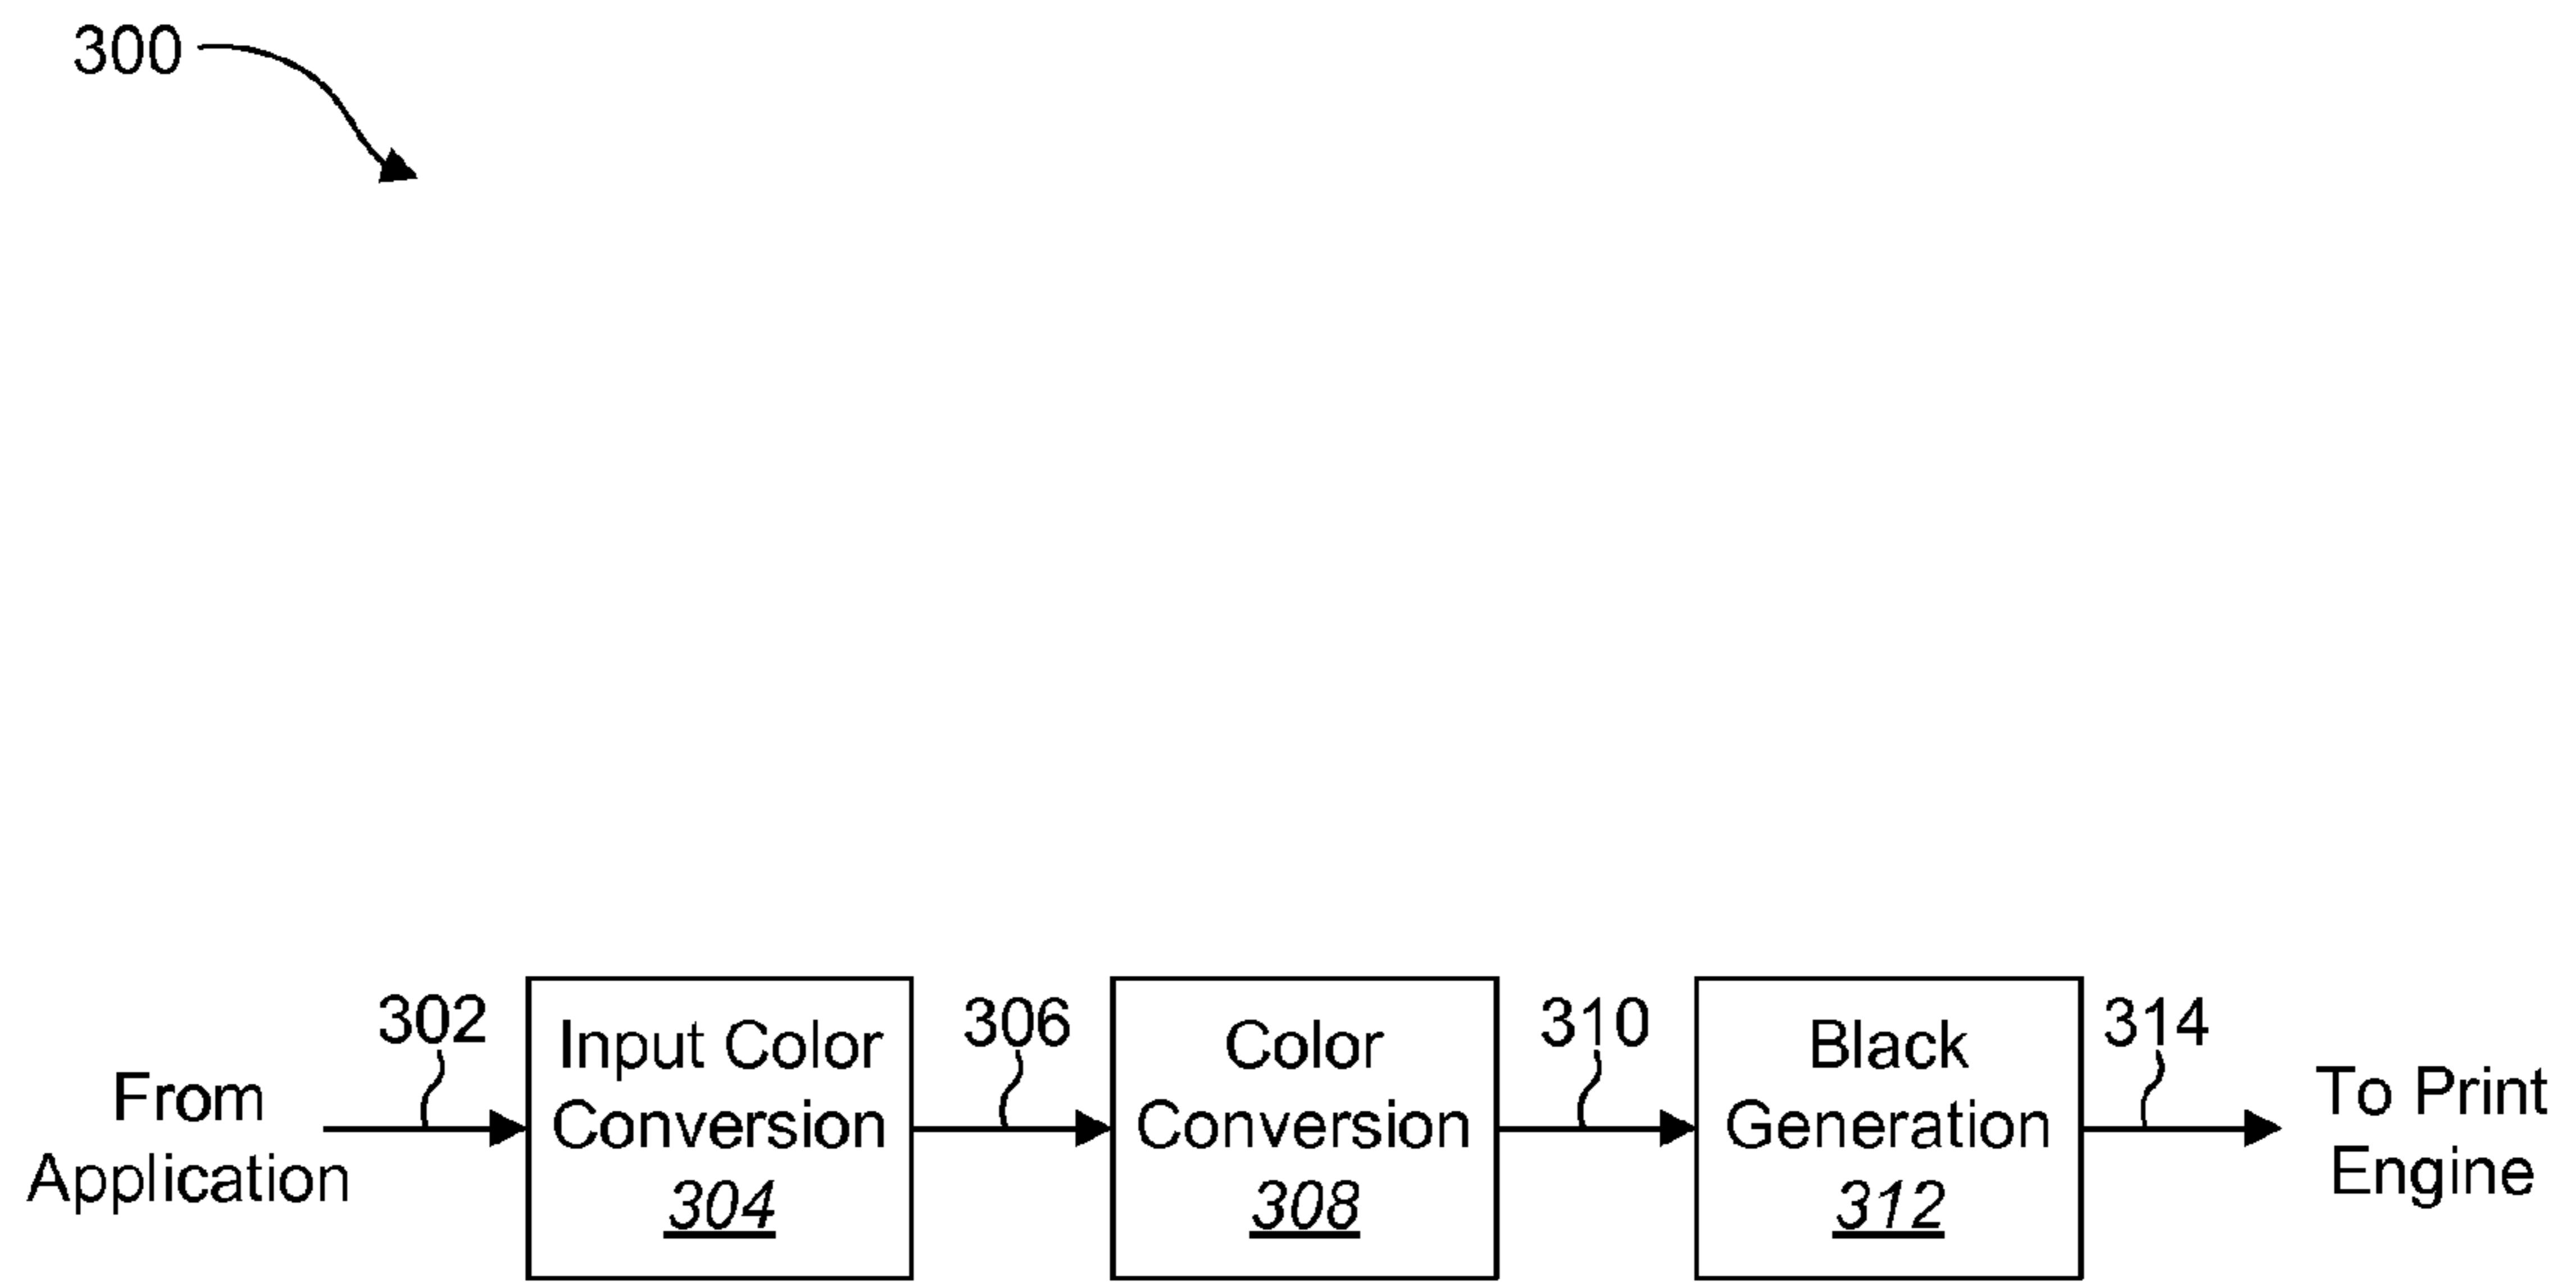 300
302
306
310
314
From
Application
Input Color
Conversion
304
Color
Conversion
308
Black
Generation
312
To Print
Engine